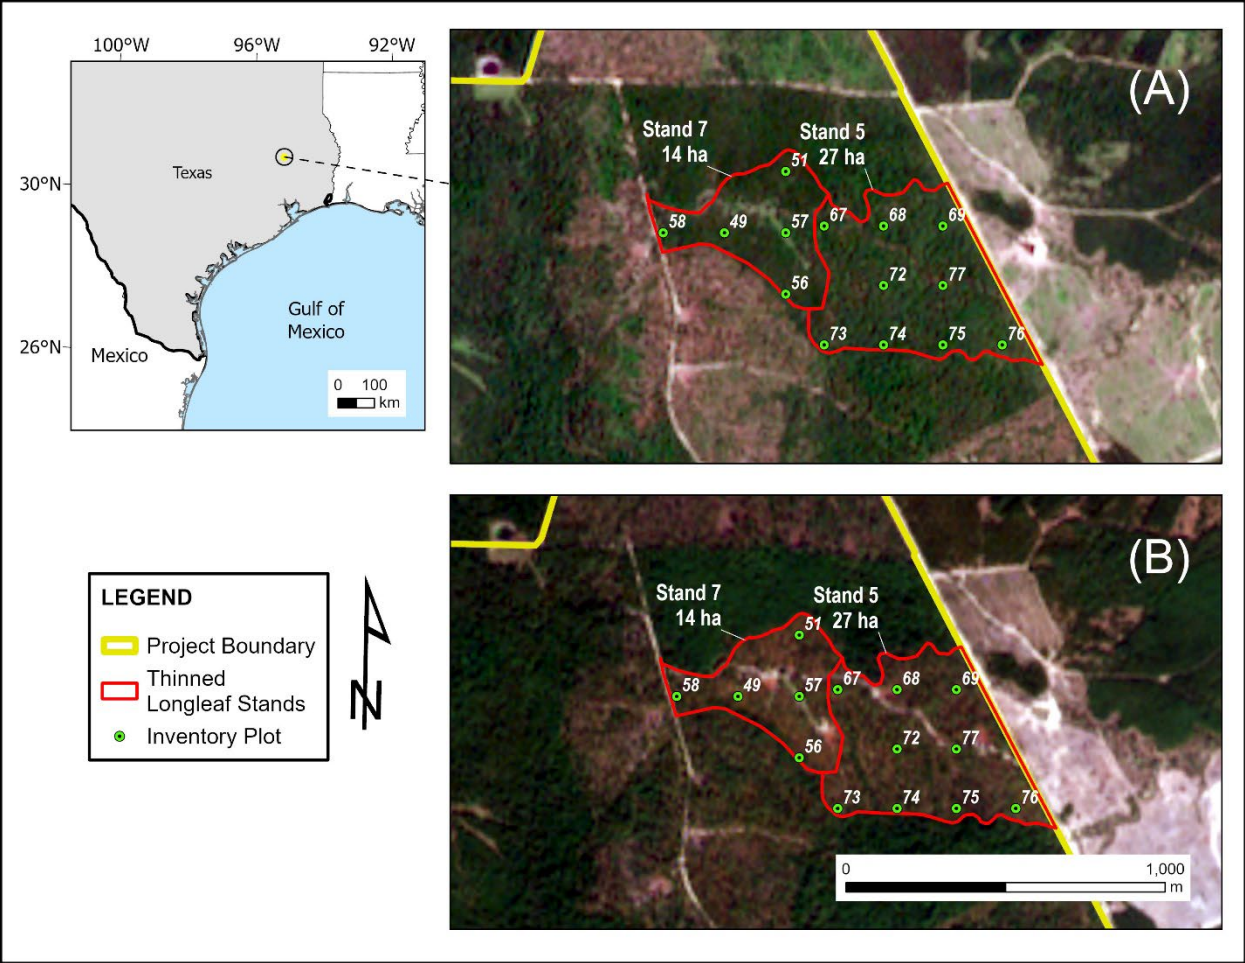 100°W 96°W 92°W
30°N
26°N
Texas
Mexico
Gulf of
Mexico
0 100
km
(A)
Stand 7
14 ha
Stand 5
27 ha
51
58 49 57 67 68 69
56 72 77
73 74 75 76
LEGEND
Project Boundary
Thinned
Longleaf Stands
Inventory Plot
N
(B)
Stand 7
14 ha
Stand 5
27 ha
51
58 49 57 67 68 69
56 72 77
73 74 75 76
0 1,000
m